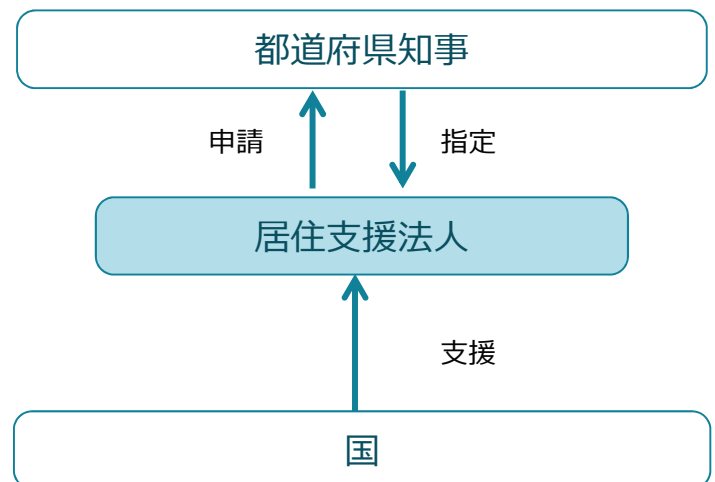 都道府県知事
申請
指定
居住支援法人
支援
国